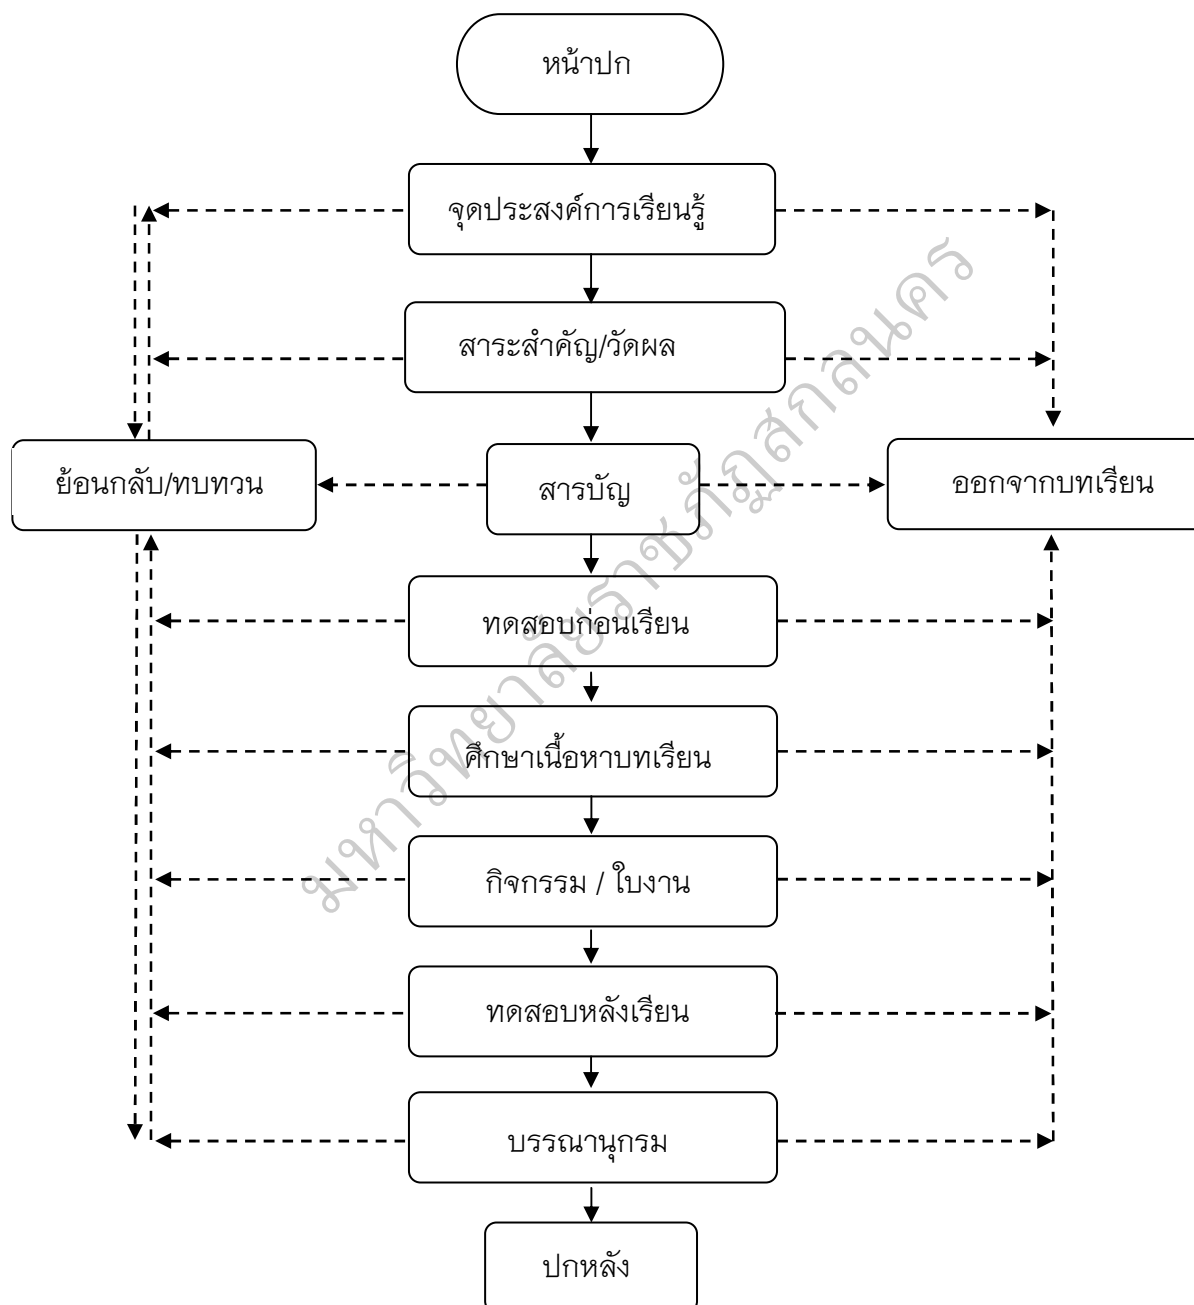 หน้าปก
จุดประสงค์การเรียนรู้
สาระสำคัญ/วัดผล
ย้อนกลับ/ทบทวน
สารบัญ
ออกจากบทเรียน
ทดสอบก่อนเรียน
ศึกษาเนื้อหาบทเรียน
กิจกรรม / ใบงาน
ทดสอบหลังเรียน
บรรณานุกรม
ปกหลัง
มหาวิทยาลัยราชภัฏสกลนคร